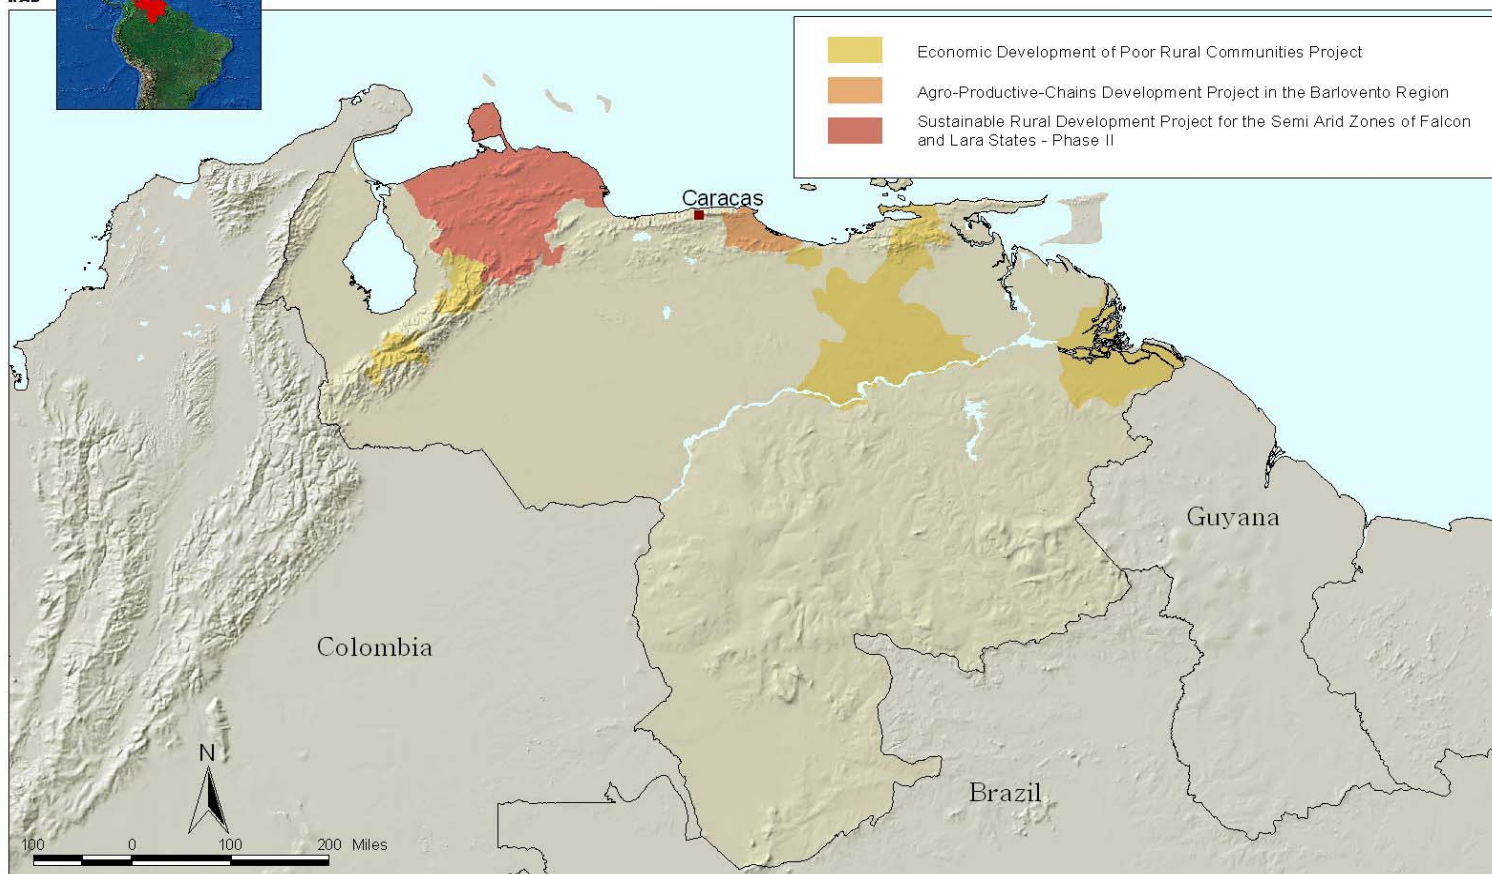 Economic Development of Poor Rural Communities Project
Agro-Productive-Chains Development Project in the Barlovento Region
Sustainable Rural Development Project for the Semi Arid Zones of Falcon
and Lara States - Phase II
Caracas
Guyana
Colombia
N
Brazil
100 0 100 200 Miles